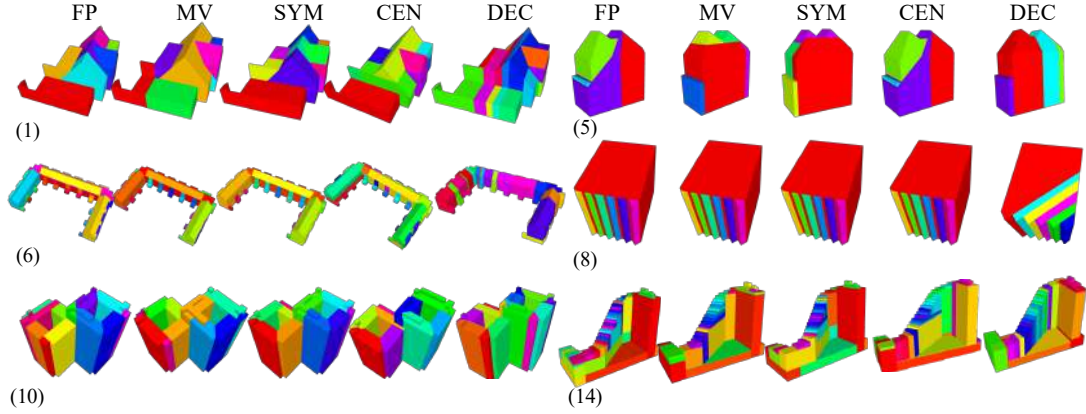 FP MV SYM CEN DEC FP MV SYM CEN DEC
(1) (5)
(6) (8)
(10) (14)